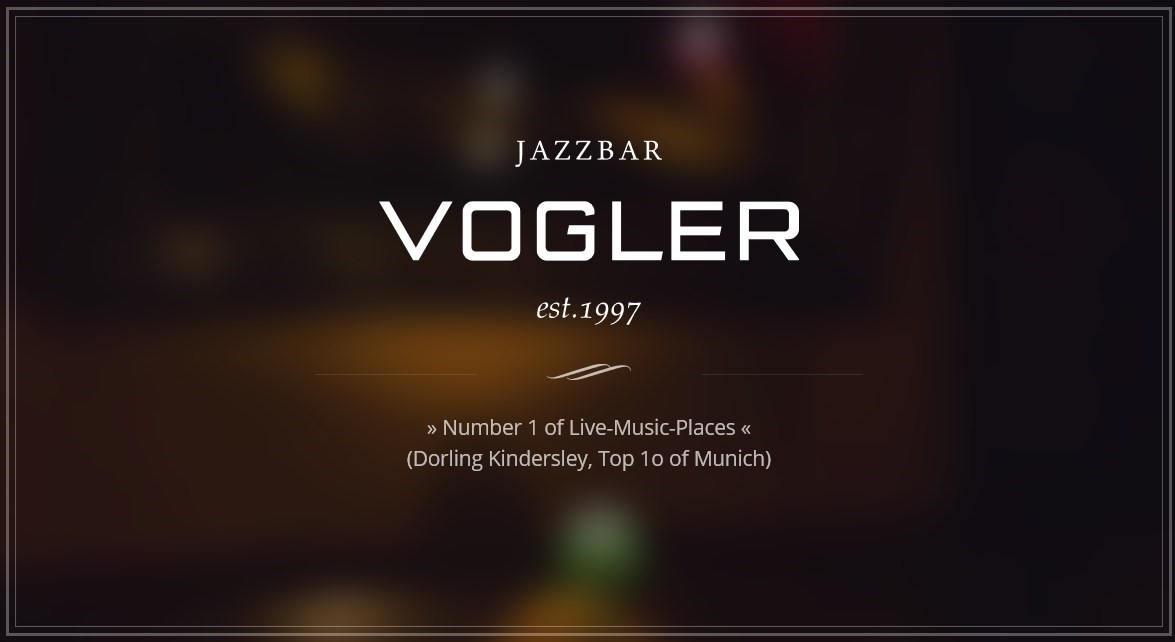 JAZZBAR
VOGLER
est.1997
» Number 1 of Live-Music-Places «
(Dorling Kindersley, Top 1o of Munich)